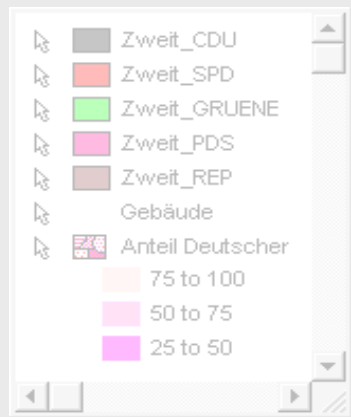 Zweit_CDU
Zweit_SPD
Zweit_GRUENE
Zweit_PDS
Zweit_REP
Gebäude
Anteil Deutscher
75 to 100
50 to 75
25 to 50